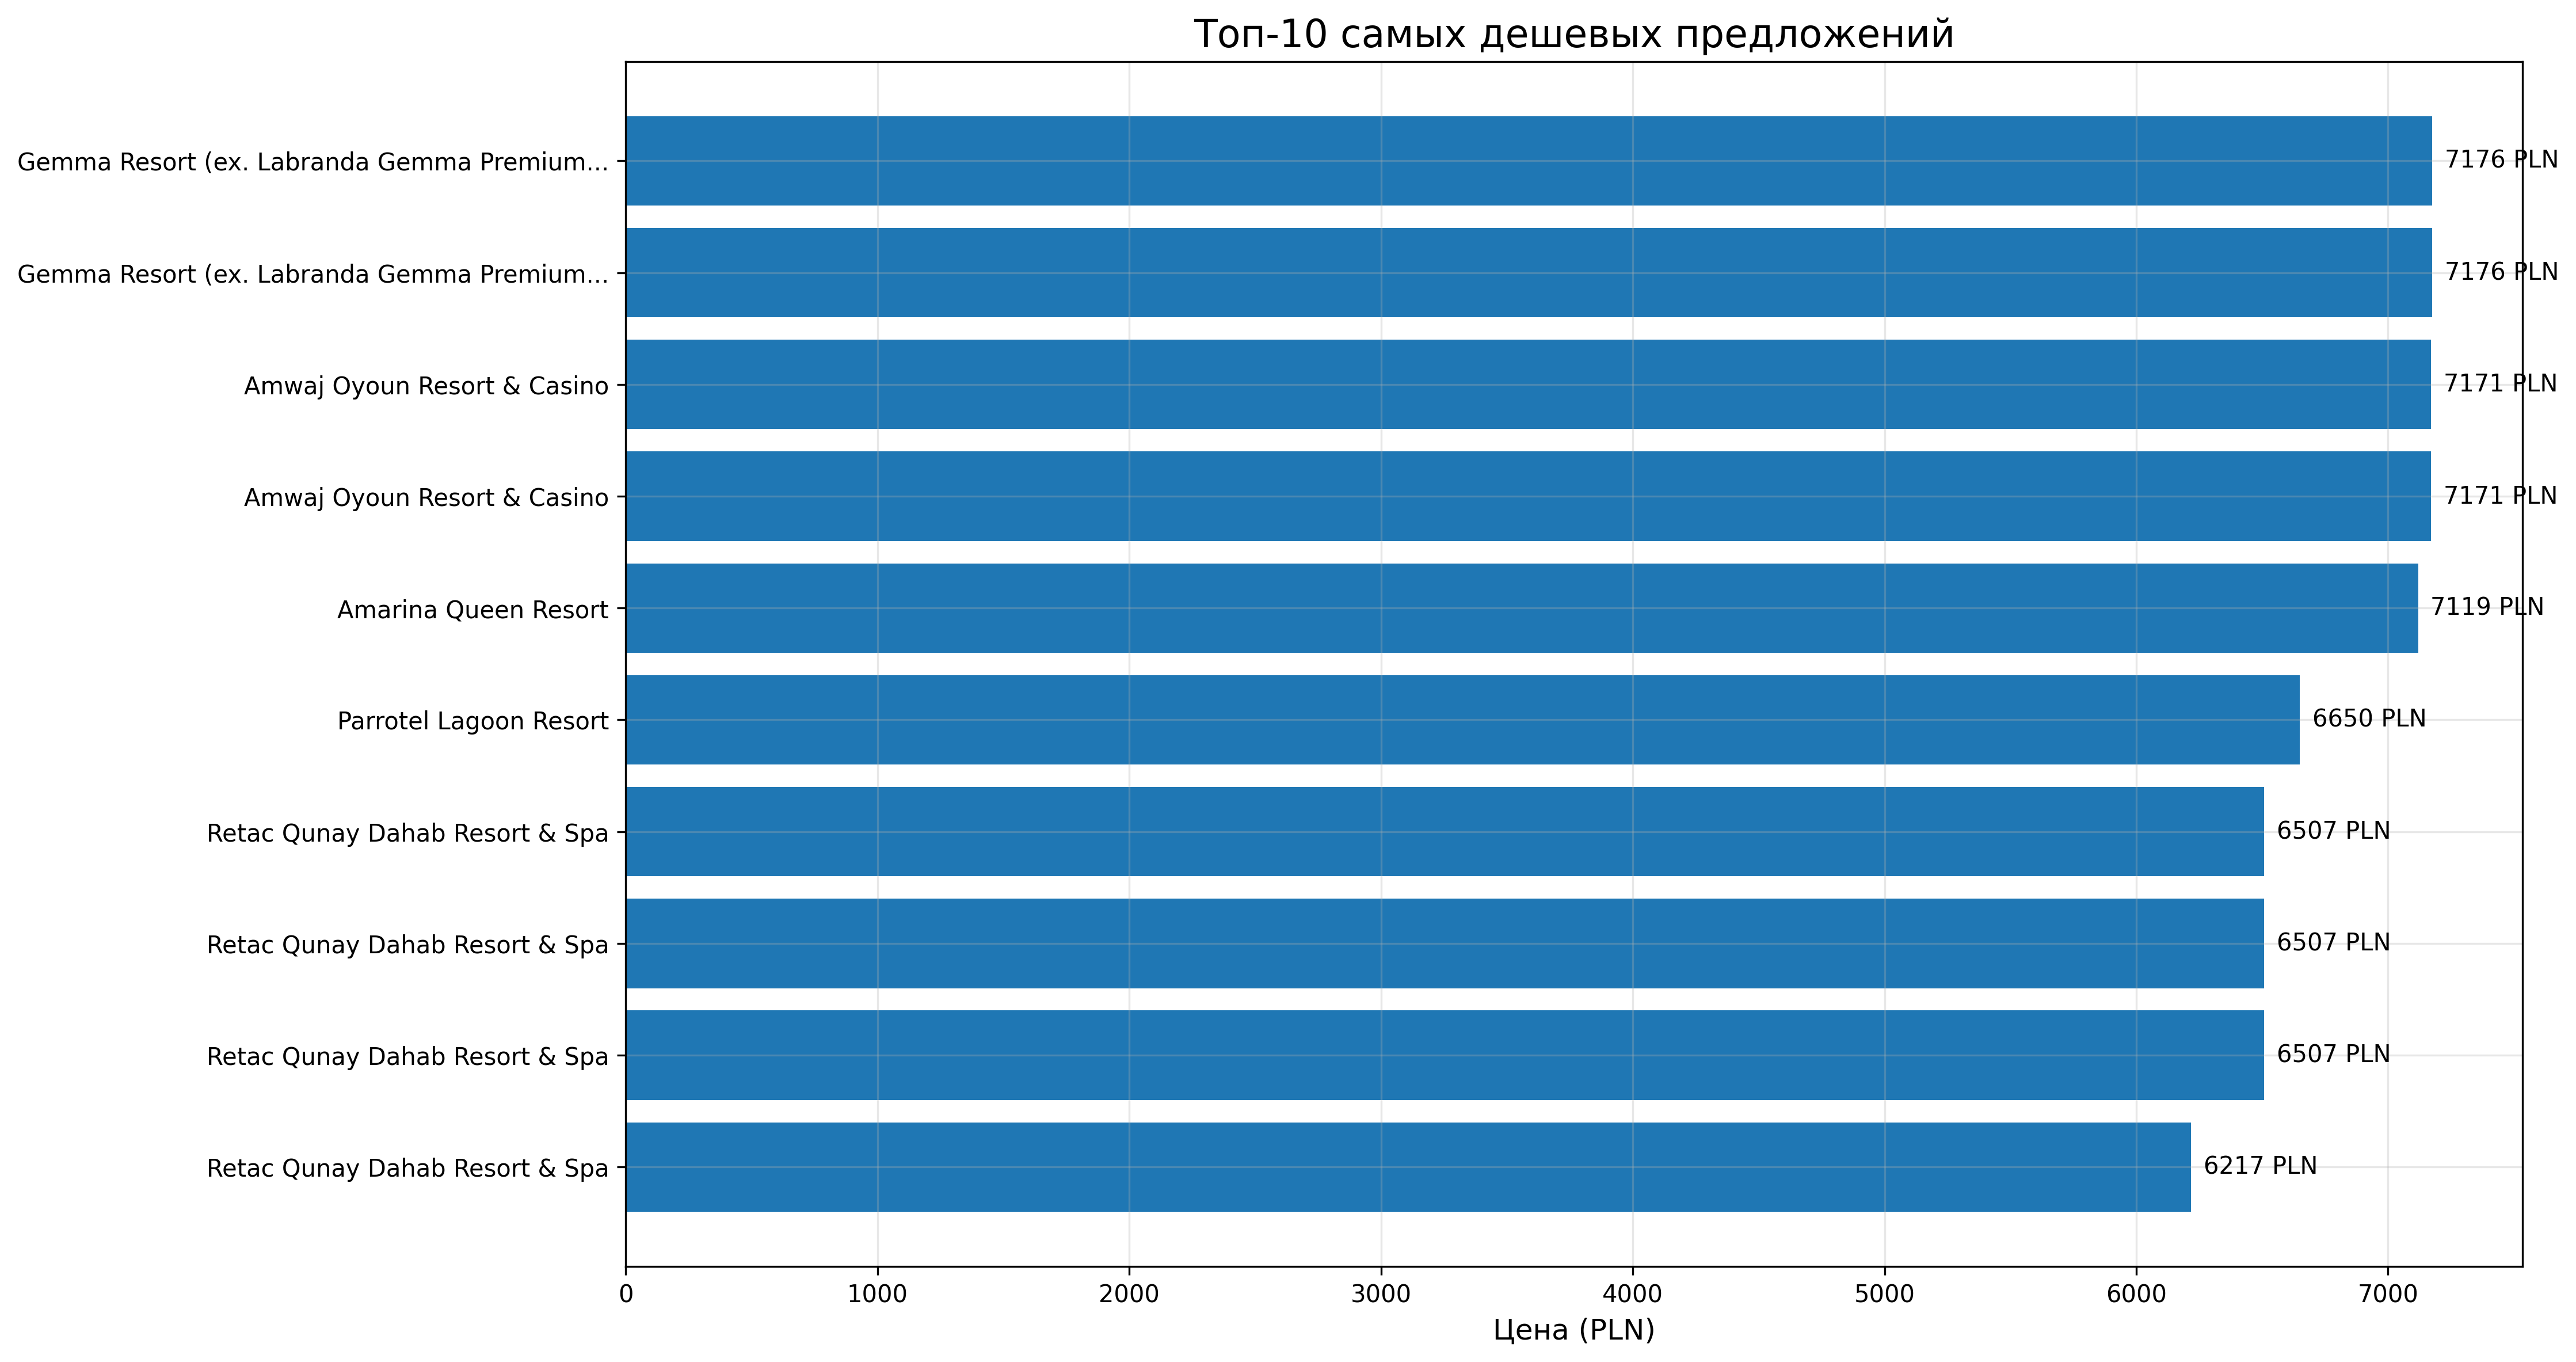 Топ-10 самых дешевых предложений
Gemma Resort (ex. Labranda Gemma Premium... 7176 PLN
Gemma Resort (ex. Labranda Gemma Premium... 7176 PLN
Amwaj Oyoun Resort & Casino 7171 PLN
Amwaj Oyoun Resort & Casino 7171 PLN
Amarina Queen Resort 7119 PLN
Parrotel Lagoon Resort 6650 PLN
Retac Qunay Dahab Resort & Spa 6507 PLN
Retac Qunay Dahab Resort & Spa 6507 PLN
Retac Qunay Dahab Resort & Spa 6507 PLN
Retac Qunay Dahab Resort & Spa 6217 PLN
0 1000 2000 3000 4000 5000 6000 7000
Цена (PLN)